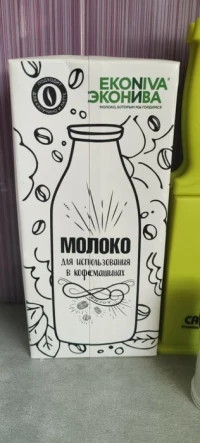 EKONIVA
ЭКОНИВА
МОЛОКО, КОТОРЫМ МЫ ГОРДИМСЯ
МОЛОКО
для использования
в кофемашинах